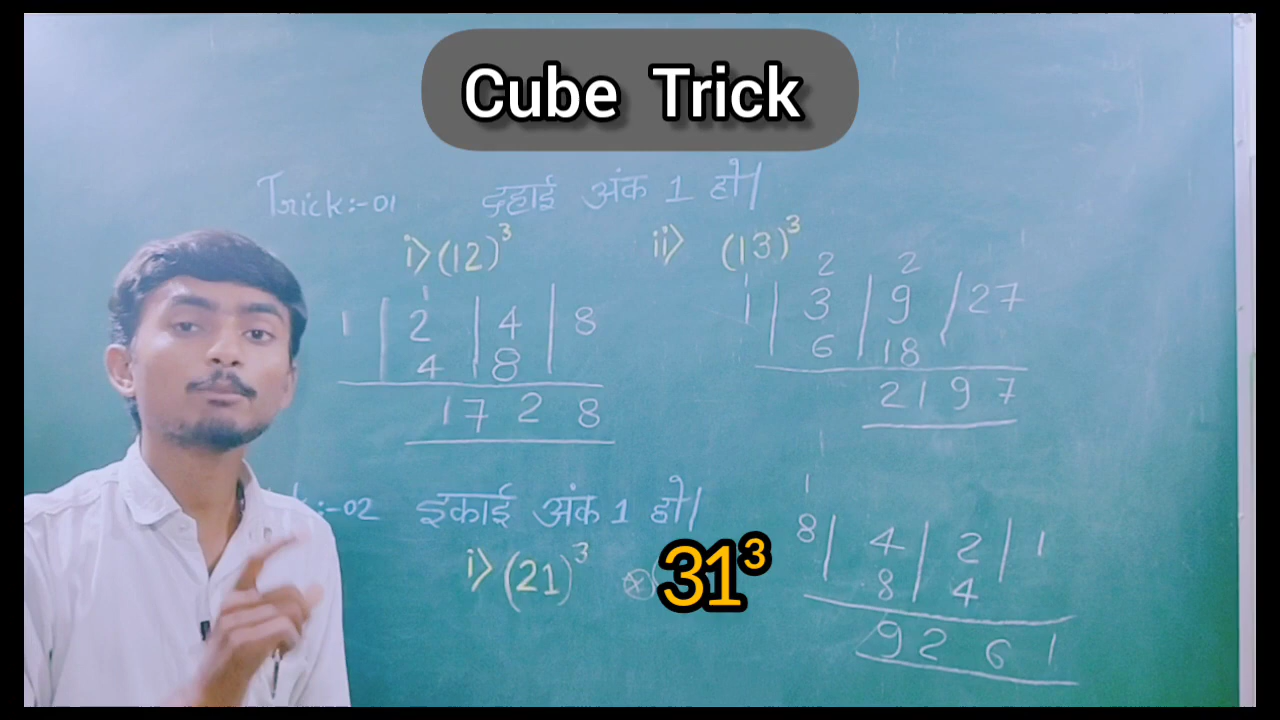 Cube Trick
Trick:-01 दहाई अंक 1 हो।
i> (12)³ ii> (13)³
1 2 2
1 | 2 | 4 | 8 1 | 3 | 9 | 27
4 8 6 18
1728 2197
:-02 इकाई अंक 1 हो।
i> (21)³ 31³
1
8 | 4 | 2 | 1
8 4
9261